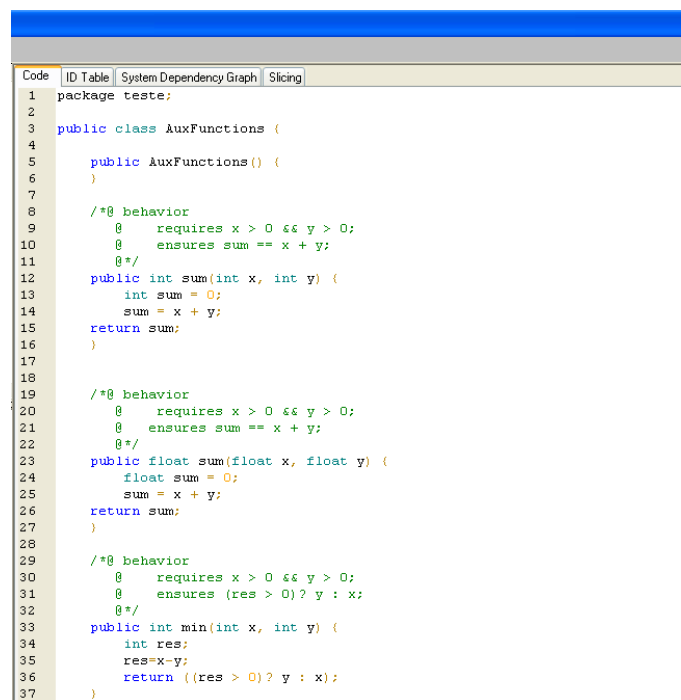 Code ID Table System Dependency Graph Slicing
1 package teste;
2
3 public class AuxFunctions {
4
5     public AuxFunctions() {
6     }
7
8     /*@ behavior
9        @    requires x > 0 && y > 0;
10        @    ensures sum == x + y;
11        @*/
12     public int sum(int x, int y) {
13         int sum = 0;
14         sum = x + y;
15     return sum;
16     }
17
18
19     /*@ behavior
20        @    requires x > 0 && y > 0;
21        @   ensures sum == x + y;
22        @*/
23     public float sum(float x, float y) {
24         float sum = 0;
25         sum = x + y;
26     return sum;
27     }
28
29     /*@ behavior
30        @    requires x > 0 && y > 0;
31        @    ensures (res > 0)? y : x;
32        @*/
33     public int min(int x, int y) {
34         int res;
35         res=x-y;
36         return ((res > 0)? y : x);
37     }